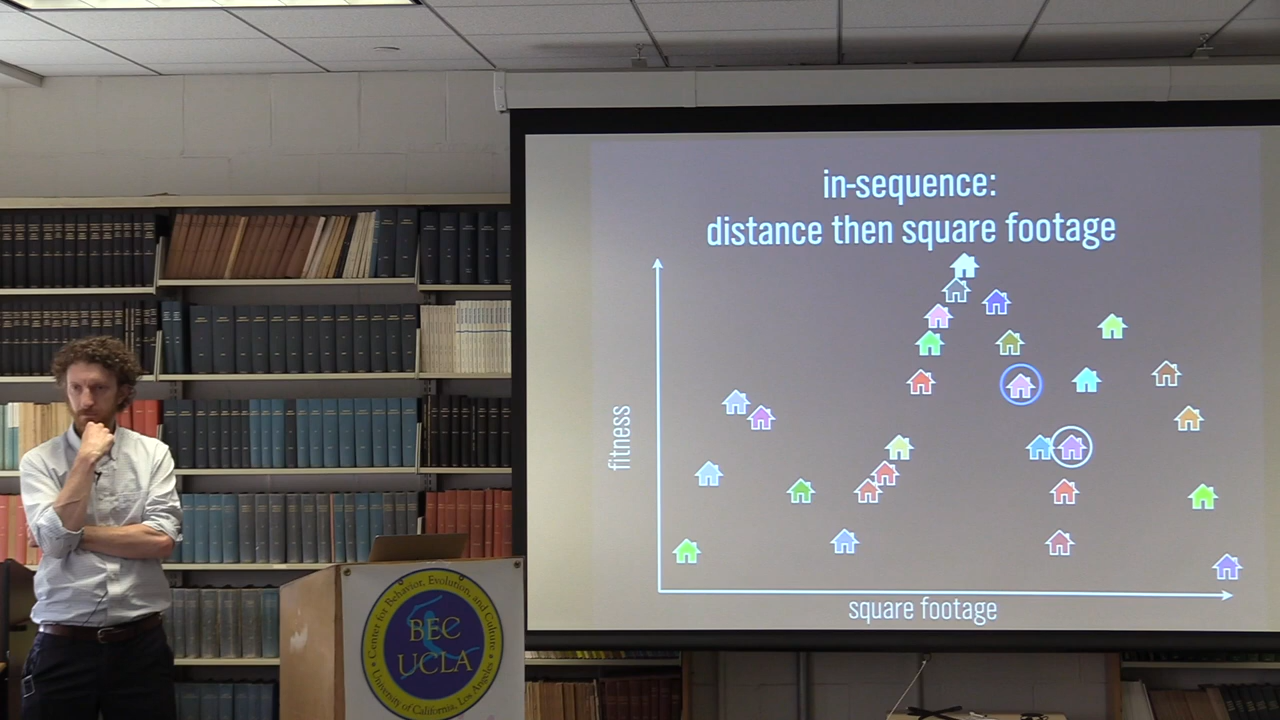 in-sequence:
distance then square footage
fitness
square footage
Center for Behavior, Evolution, and Culture
BEC
UCLA
University of California, Los Angeles